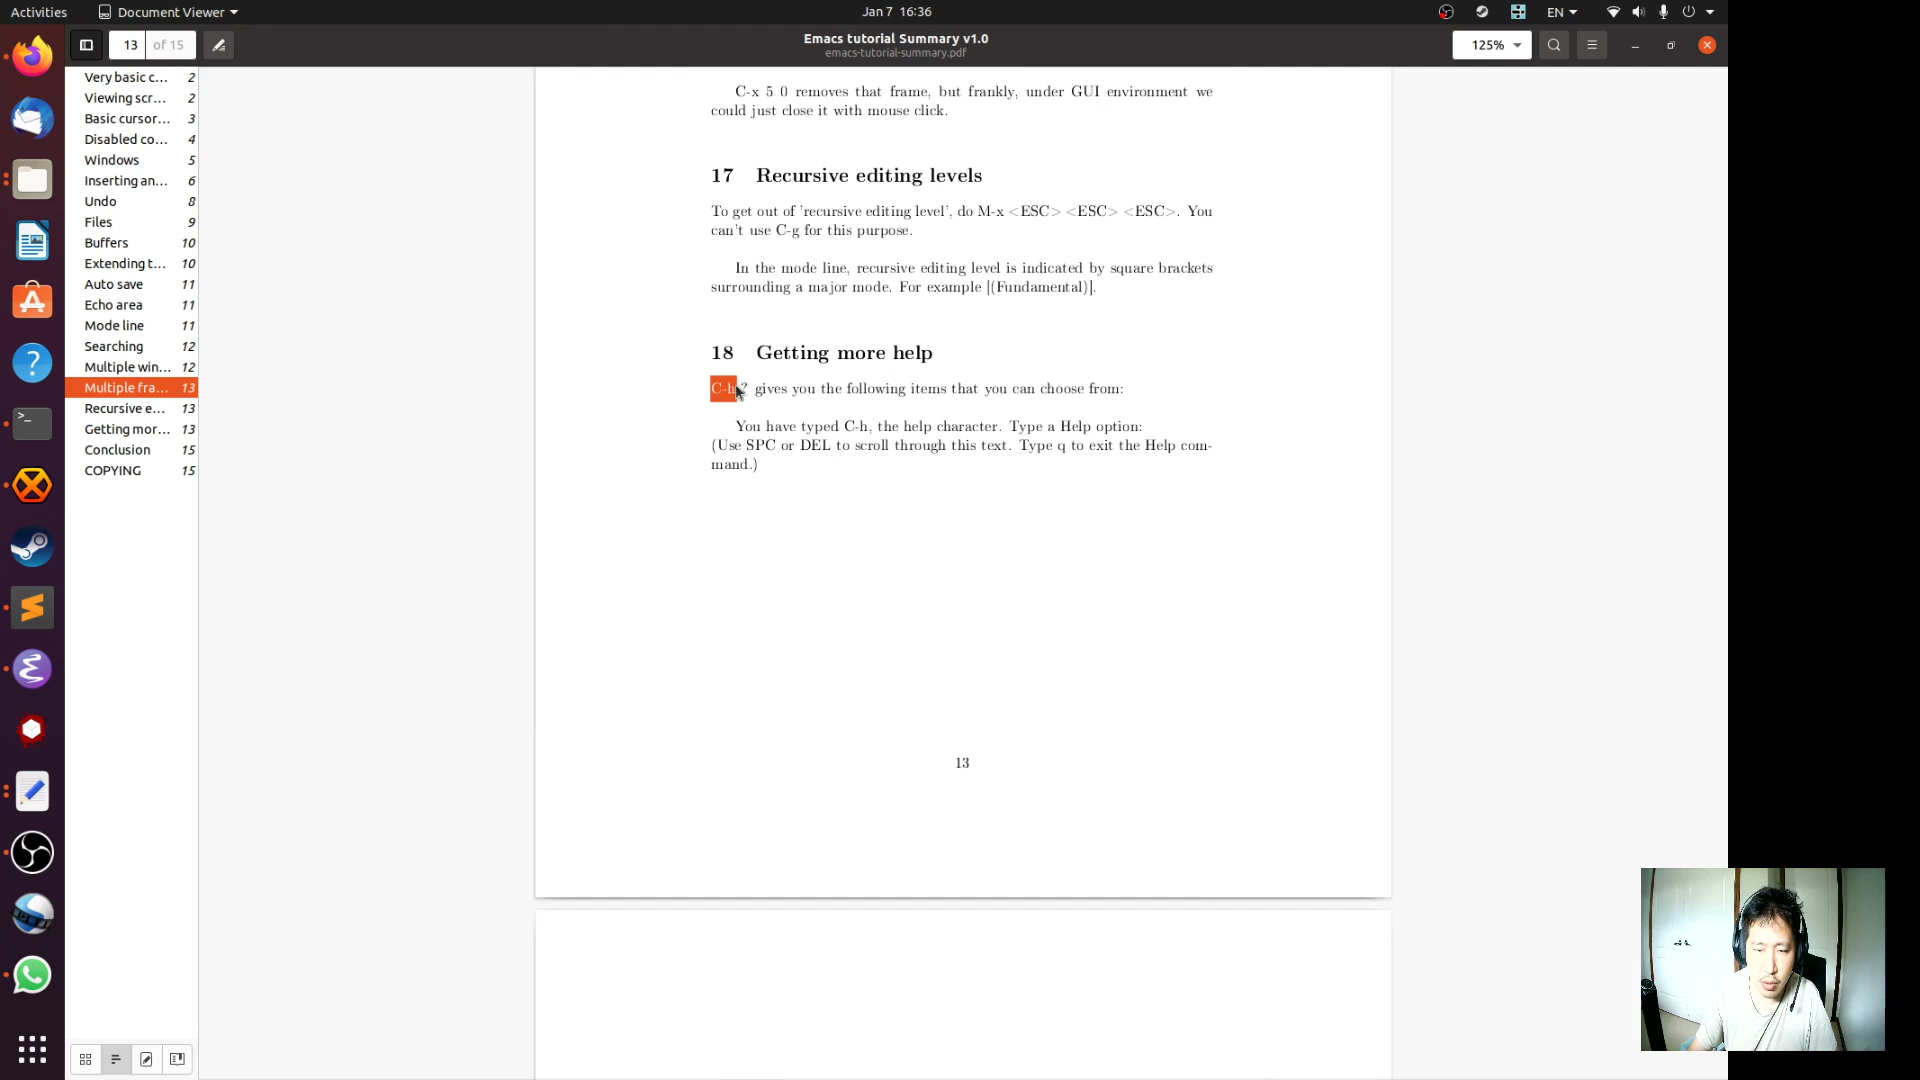 Activities
Document Viewer
Jan 7 16:36
EN
13 of 15
Emacs tutorial Summary v1.0
emacs-tutorial-summary.pdf
125%
Very basic c... 2
Viewing scr... 2
Basic cursor... 3
Disabled co... 4
Windows 5
Inserting an... 6
Undo 8
Files 9
Buffers 10
Extending t... 10
Auto save 11
Echo area 11
Mode line 11
Searching 12
Multiple win... 12
Multiple fra... 13
Recursive e... 13
Getting mor... 13
Conclusion 15
COPYING 15
C-x 5 0 removes that frame, but frankly, under GUI environment we
could just close it with mouse click.
17 Recursive editing levels
To get out of 'recursive editing level', do M-x <ESC> <ESC> <ESC>. You
can't use C-g for this purpose.
In the mode line, recursive editing level is indicated by square brackets
surrounding a major mode. For example [(Fundamental)].
18 Getting more help
C-h ? gives you the following items that you can choose from:
You have typed C-h, the help character. Type a Help option:
(Use SPC or DEL to scroll through this text. Type q to exit the Help com-
mand.)
13